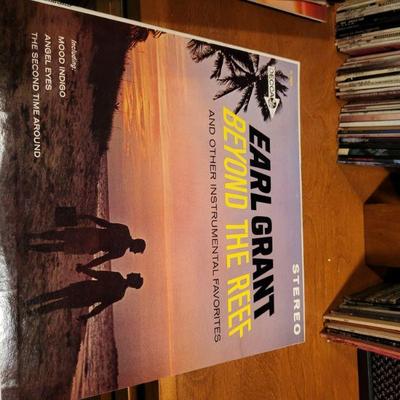 STEREO
DECCA
EARL GRANT
BEYOND THE REEF
AND OTHER INSTRUMENTAL FAVORITES
Including:
MOOD INDIGO
ANGEL EYES
THE SECOND TIME AROUND